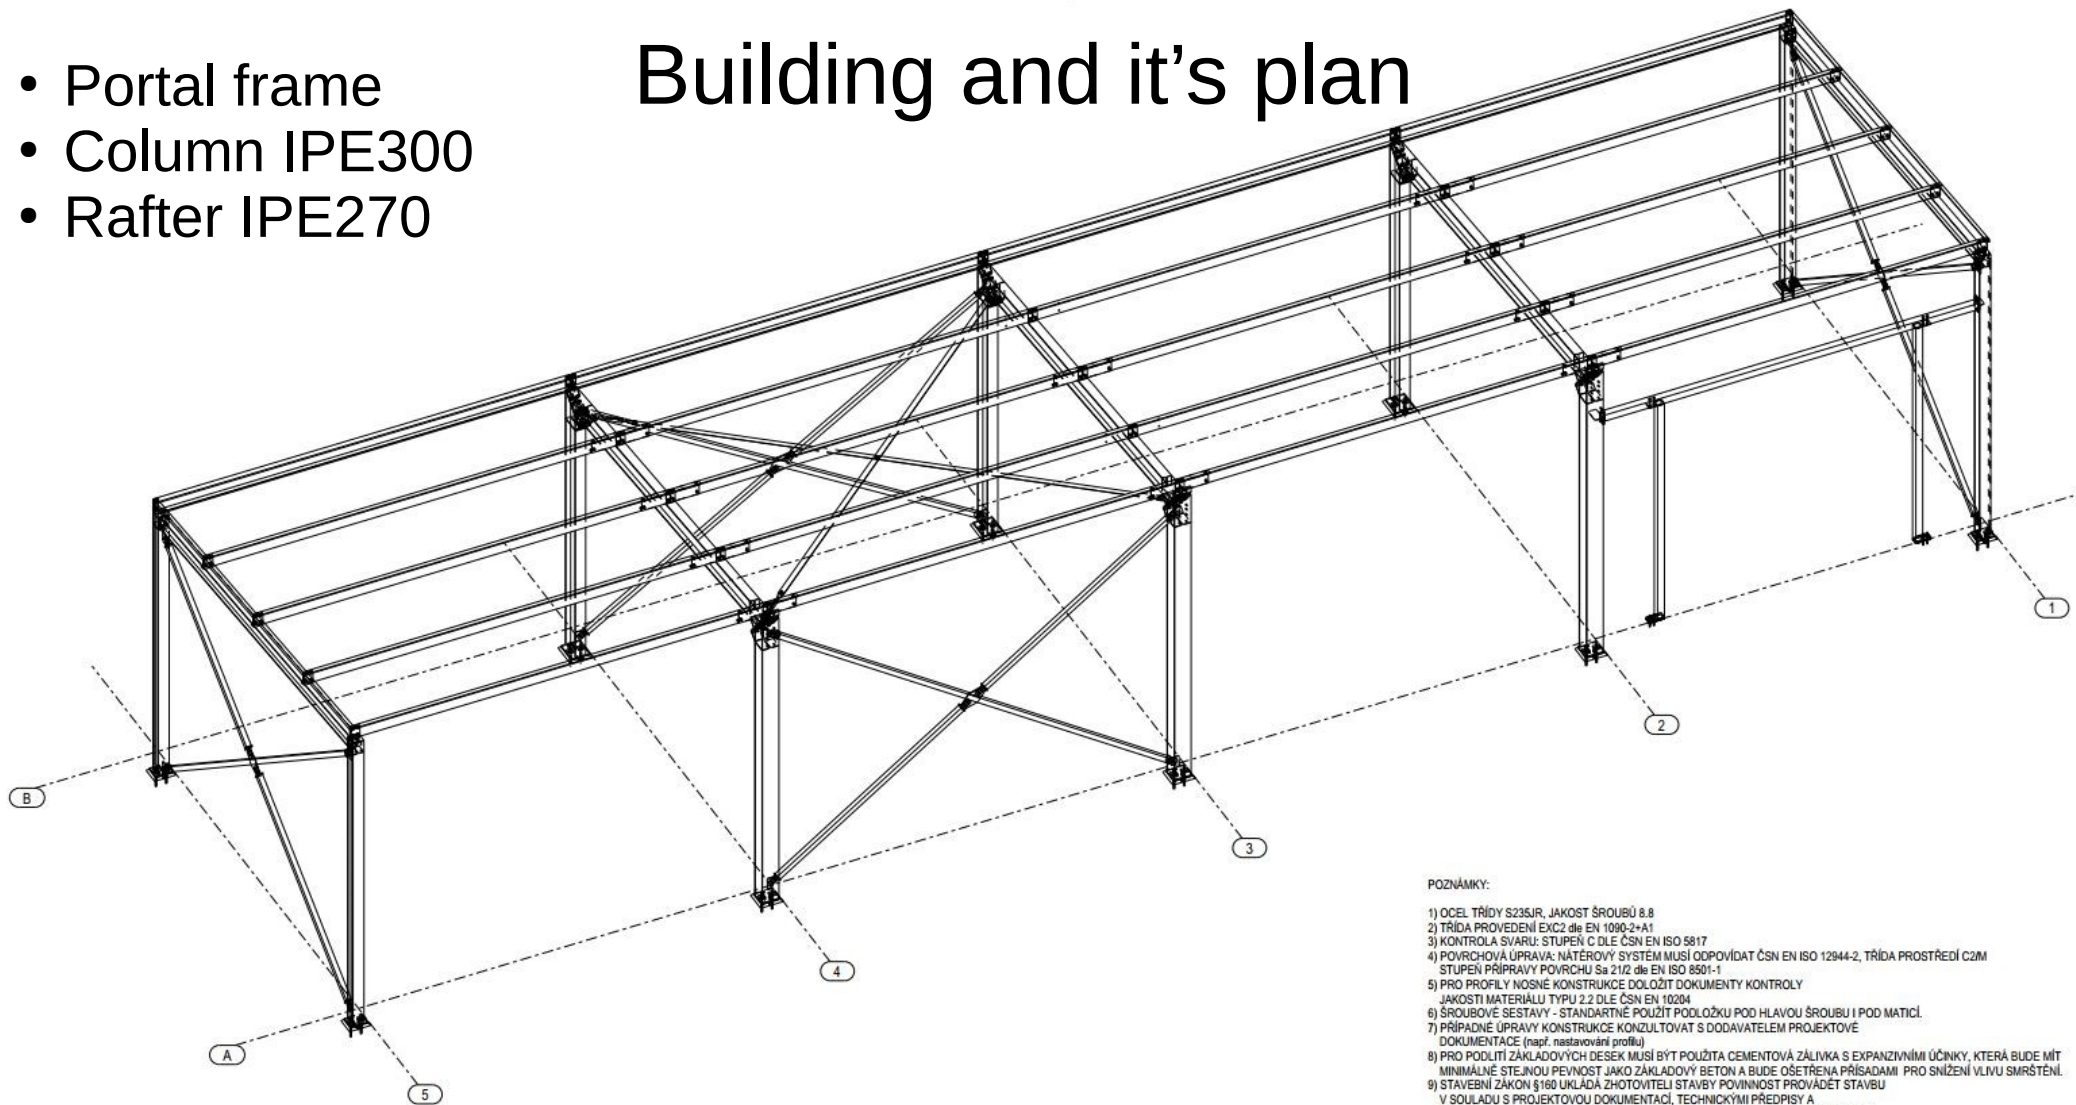 Building and it’s plan
• Portal frame
• Column IPE300
• Rafter IPE270
1
2
3
4
5
B
A
POZNÁMKY:
1) OCEL TŘÍDY S235JR, JAKOST ŠROUBŮ 8.8
2) TŘÍDA PROVEDENÍ EXC2 dle EN 1090-2+A1
3) KONTROLA SVARU: STUPEŇ C DLE ČSN EN ISO 5817
4) POVRCHOVÁ ÚPRAVA: NÁTĚROVÝ SYSTÉM MUSÍ ODPOVÍDAT ČSN EN ISO 12944-2, TŘÍDA PROSTŘEDÍ C2/M
STUPEŇ PŘÍPRAVY POVRCHU Sa 21/2 dle EN ISO 8501-1
5) PRO PROFILY NOSNÉ KONSTRUKCE DOLOŽIT DOKUMENTY KONTROLY
JAKOSTI MATERIÁLU TYPU 2.2 DLE ČSN EN 10204
6) ŠROUBOVÉ SESTAVY - STANDARTNĚ POUŽÍT PODLOŽKU POD HLAVOU ŠROUBU I POD MATICÍ.
7) PŘÍPADNÉ ÚPRAVY KONSTRUKCE KONZULTOVAT S DODAVATELEM PROJEKTOVÉ
DOKUMENTACE (např. nastavování profilu)
8) PRO PODLITÍ ZÁKLADOVÝCH DESEK MUSÍ BÝT POUŽITA CEMENTOVÁ ZÁLIVKA S EXPANZIVNÍMI ÚČINKY, KTERÁ BUDE MÍT
MINIMÁLNĚ STEJNOU PEVNOST JAKO ZÁKLADOVÝ BETON A BUDE OŠETŘENA PŘÍSADAMI PRO SNÍŽENÍ VLIVU SMRŠTĚNÍ.
9) STAVEBNÍ ZÁKON §160 UKLÁDÁ ZHOTOVITELI STAVBY POVINNOST PROVÁDĚT STAVBU
V SOULADU S PROJEKTOVOU DOKUMENTACÍ, TECHNICKÝMI PŘEDPISY A